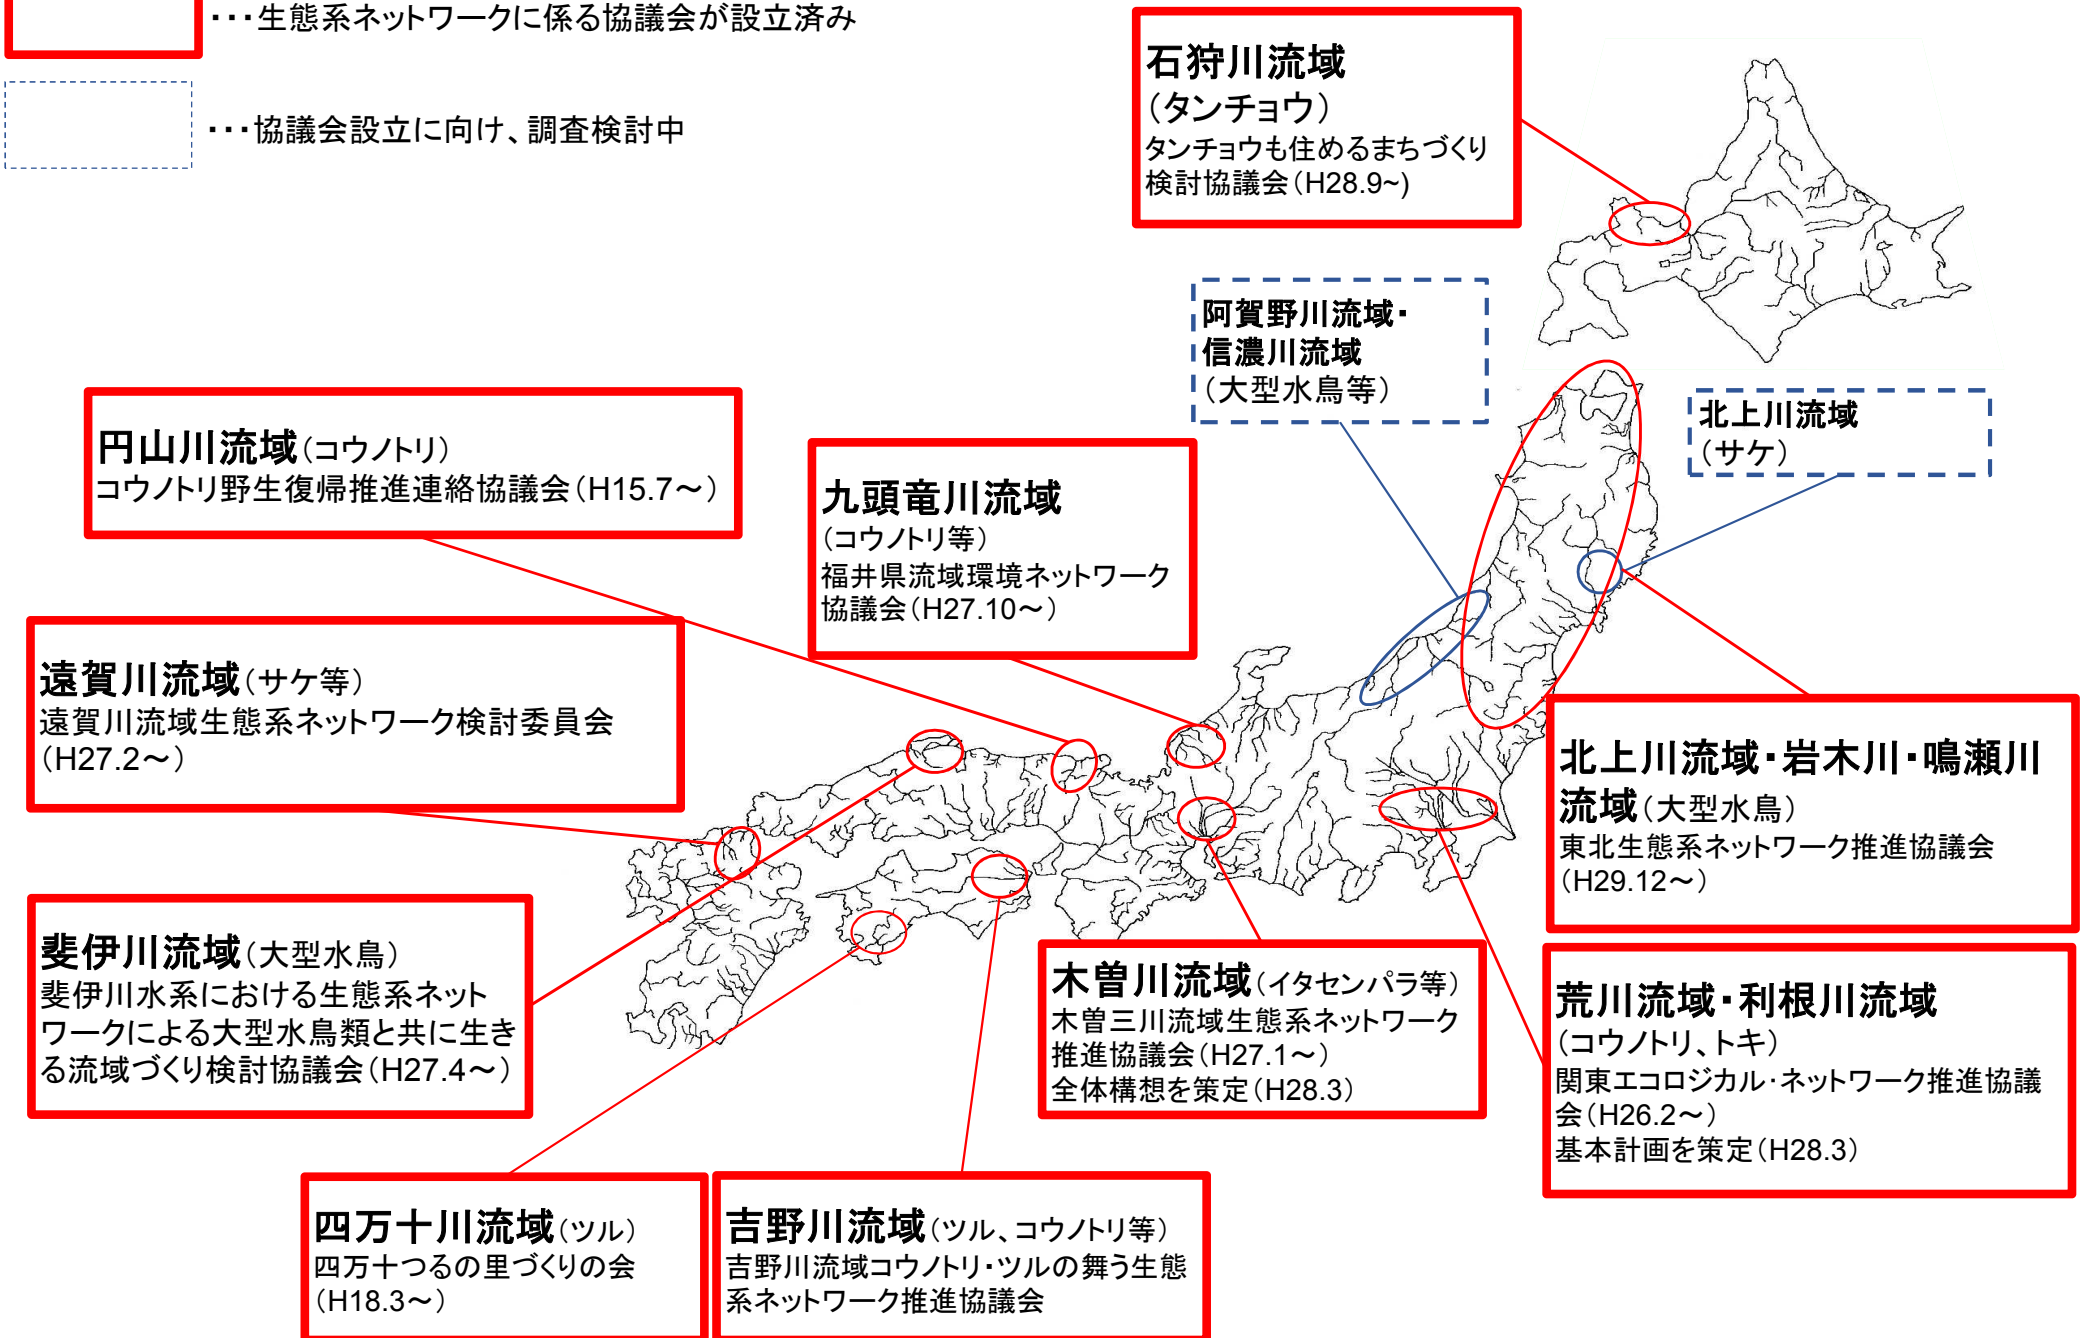 ･･･生態系ネットワークに係る協議会が設立済み
･･･協議会設立に向け、調査検討中
石狩川流域
（タンチョウ）
タンチョウも住めるまちづくり
検討協議会（H28.9~)
阿賀野川流域・
信濃川流域
（大型水鳥等）
北上川流域
（サケ）
円山川流域（コウノトリ）
コウノトリ野生復帰推進連絡協議会（H15.7～）
九頭竜川流域
（コウノトリ等）
福井県流域環境ネットワーク
協議会（H27.10～）
遠賀川流域（サケ等）
遠賀川流域生態系ネットワーク検討委員会
（H27.2～）
北上川流域・岩木川・鳴瀬川
流域（大型水鳥）
東北生態系ネットワーク推進協議会
（H29.12～）
斐伊川流域（大型水鳥）
斐伊川水系における生態系ネット
ワークによる大型水鳥類と共に生き
る流域づくり検討協議会（H27.4～）
木曽川流域（イタセンパラ等）
木曽三川流域生態系ネットワーク
推進協議会（H27.1～）
全体構想を策定（H28.3）
荒川流域・利根川流域
（コウノトリ、トキ）
関東エコロジカル･ネットワーク推進協議
会（H26.2～）
基本計画を策定（H28.3）
四万十川流域（ツル）
四万十つるの里づくりの会
（H18.3～）
吉野川流域（ツル、コウノトリ等）
吉野川流域コウノトリ・ツルの舞う生態
系ネットワーク推進協議会